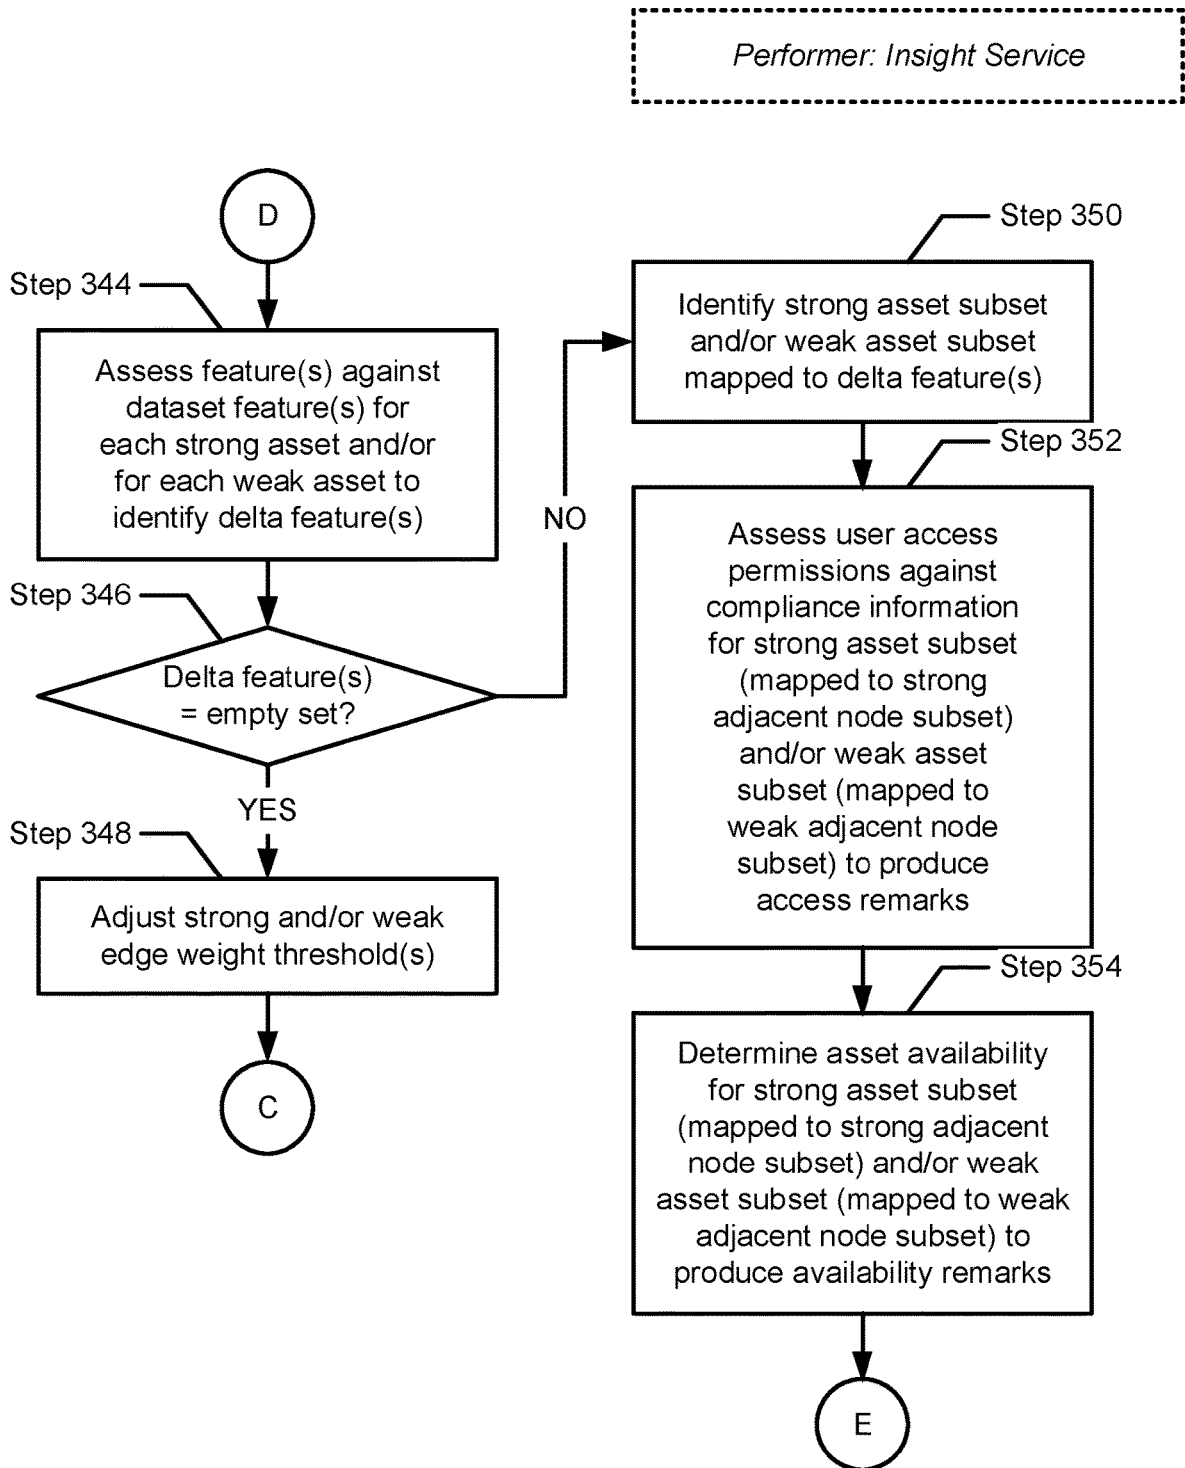 Performer: Insight Service
D
Step 344
Assess feature(s) against
dataset feature(s) for
each strong asset and/or
for each weak asset to
identify delta feature(s)
Step 346
Delta feature(s)
= empty set?
NO
YES
Step 348
Adjust strong and/or weak
edge weight threshold(s)
C
Step 350
Identify strong asset subset
and/or weak asset subset
mapped to delta feature(s)
Step 352
Assess user access
permissions against
compliance information
for strong asset subset
(mapped to strong
adjacent node subset)
and/or weak asset
subset (mapped to
weak adjacent node
subset) to produce
access remarks
Step 354
Determine asset availability
for strong asset subset
(mapped to strong adjacent
node subset) and/or weak
asset subset (mapped to weak
adjacent node subset) to
produce availability remarks
E